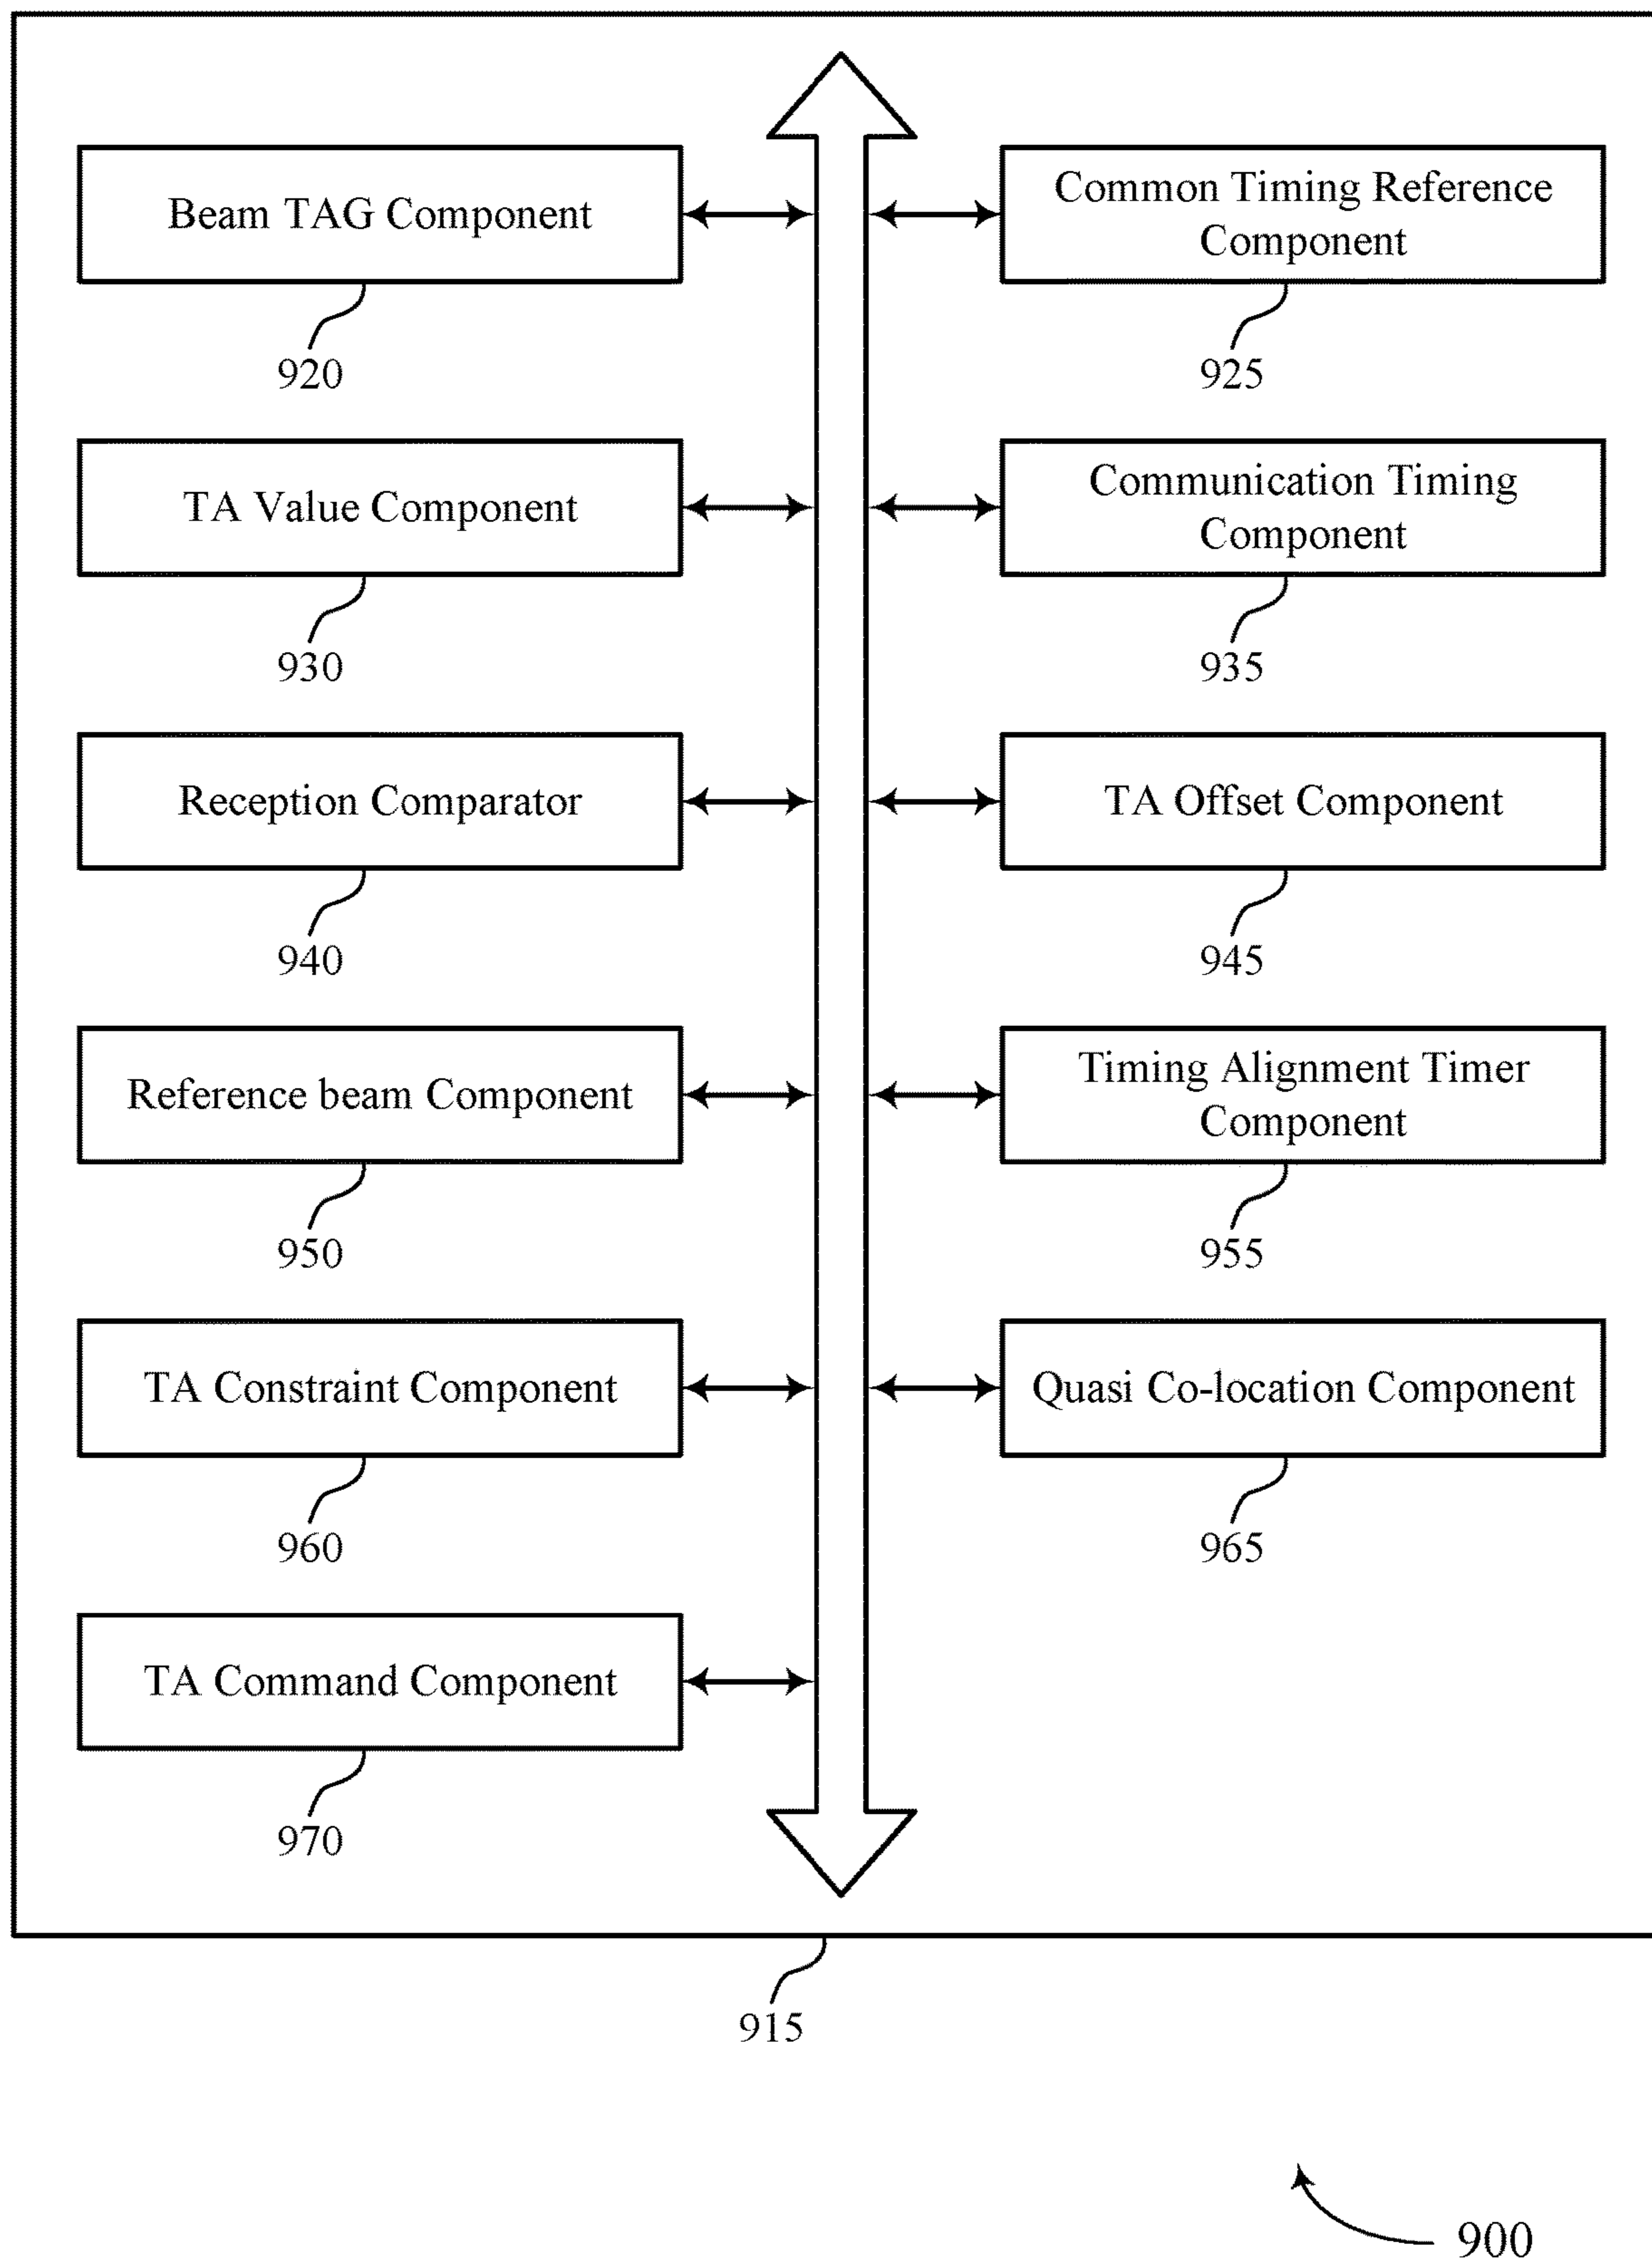 Beam TAG Component
920
Common Timing Reference
Component
925
TA Value Component
930
Communication Timing
Component
935
Reception Comparator
940
TA Offset Component
945
Reference beam Component
950
Timing Alignment Timer
Component
955
TA Constraint Component
960
Quasi Co-location Component
965
TA Command Component
970
915
900